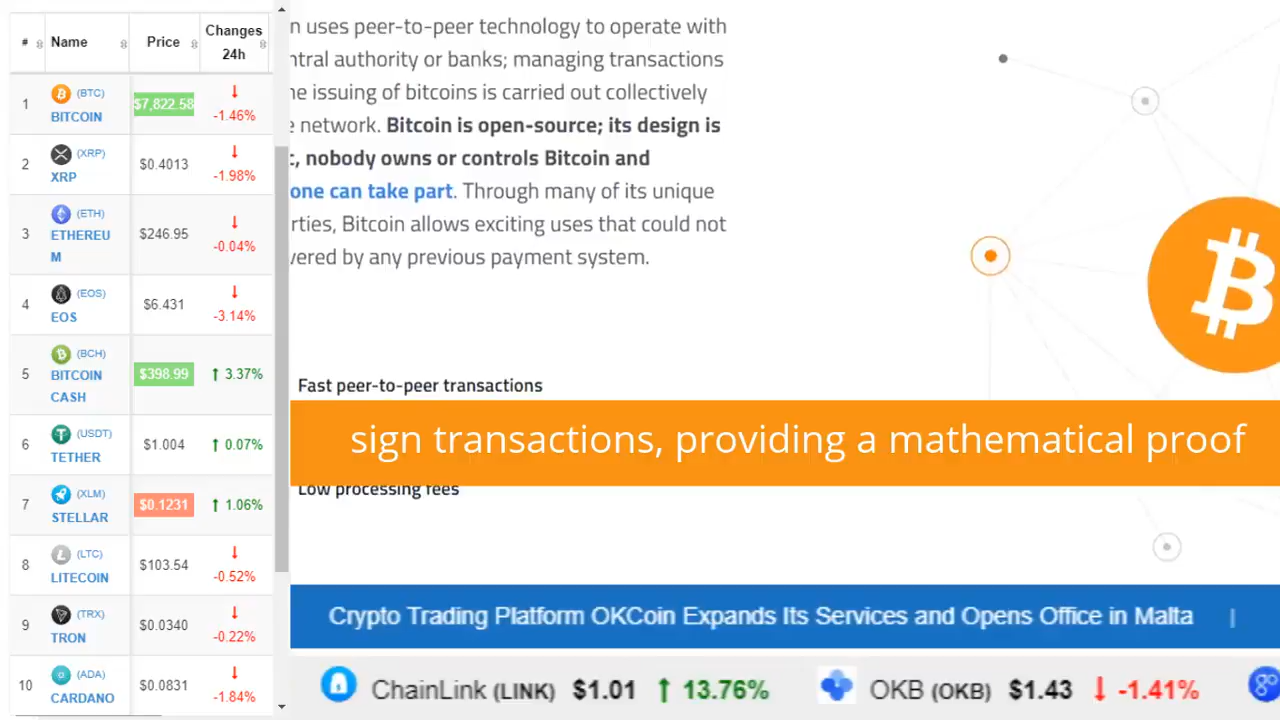 # Name Price Changes 24h
1 (BTC) BITCOIN $7,822.58 ↓ -1.46%
2 (XRP) XRP $0.4013 ↓ -1.98%
3 (ETH) ETHEREU M $246.95 ↓ -0.04%
4 (EOS) EOS $6.431 ↓ -3.14%
5 (BCH) BITCOIN CASH $398.99 ↑ 3.37%
6 (USDT) TETHER $1.004 ↑ 0.07%
7 (XLM) STELLAR $0.1231 ↑ 1.06%
8 (LTC) LITECOIN $103.54 ↓ -0.52%
9 (TRX) TRON $0.0340 ↓ -0.22%
10 (ADA) CARDANO $0.0831 ↓ -1.84%
n uses peer-to-peer technology to operate with
ntral authority or banks; managing transactions
ne issuing of bitcoins is carried out collectively
e network. Bitcoin is open-source; its design is
, nobody owns or controls Bitcoin and
one can take part. Through many of its unique
rties, Bitcoin allows exciting uses that could not
vered by any previous payment system.
Fast peer-to-peer transactions
sign transactions, providing a mathematical proof
Low processing fees
Crypto Trading Platform OKCoin Expands Its Services and Opens Office in Malta |
ChainLink (LINK) $1.01 ↑ 13.76% OKB (OKB) $1.43 ↓ -1.41%